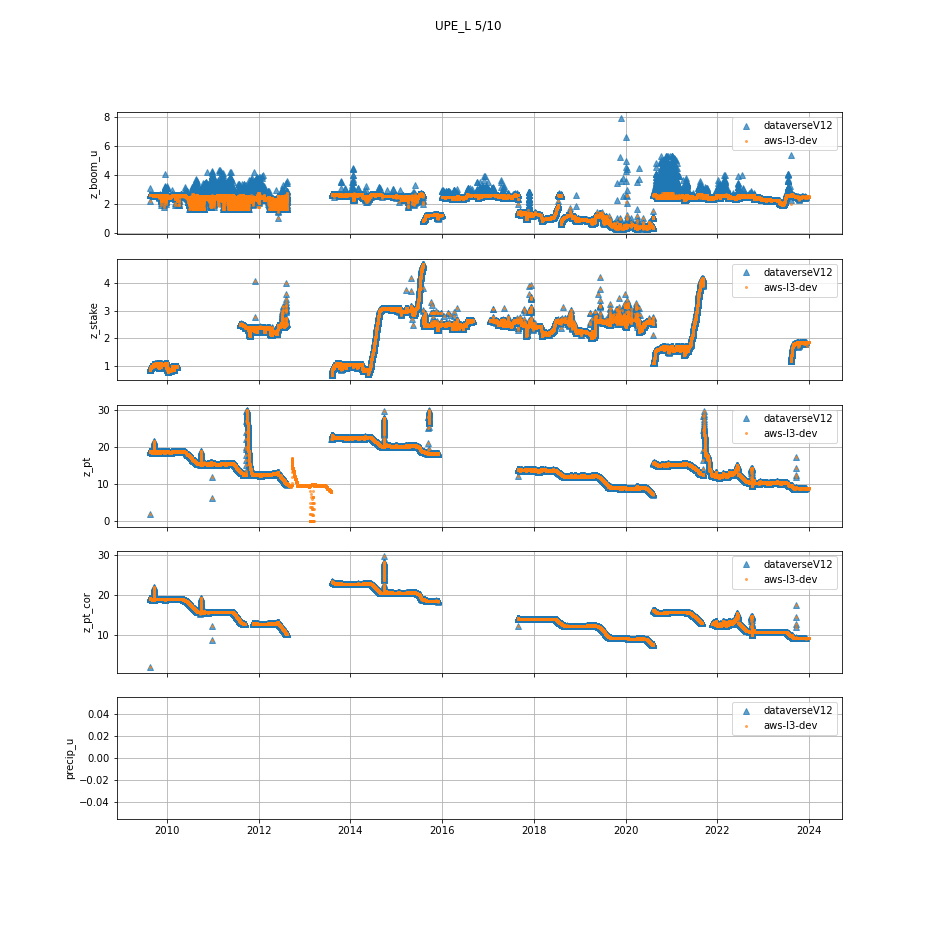 UPE_L 5/10
8
6
4
2
0
z_boom_u
dataverseV12
aws-l3-dev
4
3
2
1
z_stake
dataverseV12
aws-l3-dev
30
20
10
0
z_pt
dataverseV12
aws-l3-dev
30
20
10
z_pt_cor
dataverseV12
aws-l3-dev
0.04
0.02
0.00
−0.02
−0.04
precip_u
dataverseV12
aws-l3-dev
2010 2012 2014 2016 2018 2020 2022 2024